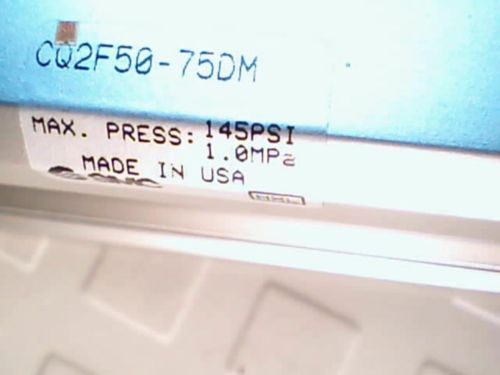 CQ2F50-75DM
MAX. PRESS: 145PSI
1.0MPa
MADE IN USA